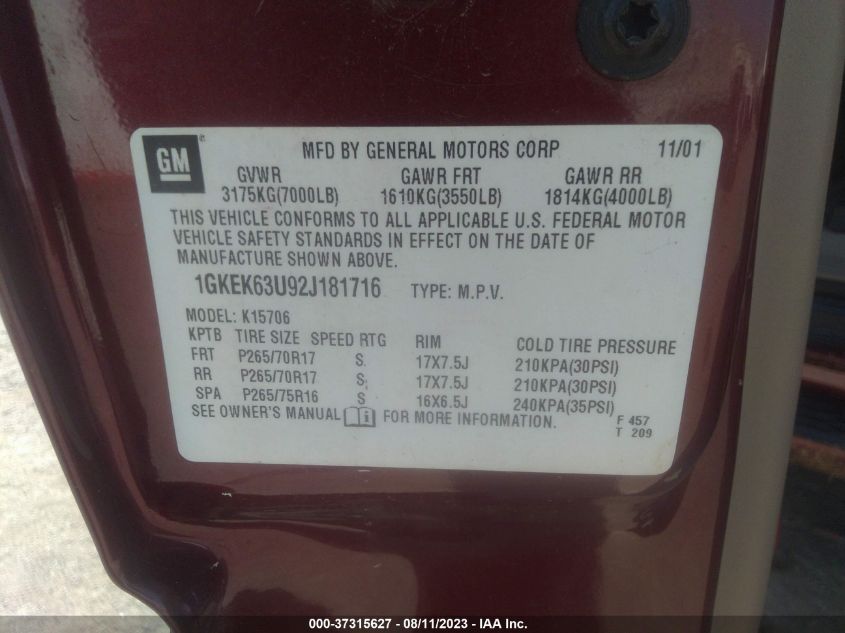 GM
MFD BY GENERAL MOTORS CORP 11/01
GVWR GAWR FRT GAWR RR
3175KG(7000LB) 1610KG(3550LB) 1814KG(4000LB)
THIS VEHICLE CONFORMS TO ALL APPLICABLE U.S. FEDERAL MOTOR
VEHICLE SAFETY STANDARDS IN EFFECT ON THE DATE OF
MANUFACTURE SHOWN ABOVE.
1GKEK63U92J181716 TYPE: M.P.V.
MODEL: K15706
KPTB TIRE SIZE SPEED RTG RIM COLD TIRE PRESSURE
FRT P265/70R17 S 17X7.5J 210KPA(30PSI)
RR P265/70R17 S 17X7.5J 210KPA(30PSI)
SPA P265/75R16 S 16X6.5J 240KPA(35PSI)
SEE OWNER'S MANUAL FOR MORE INFORMATION.
F 457
T 209
000-37315627 - 08/11/2023 - IAA Inc.